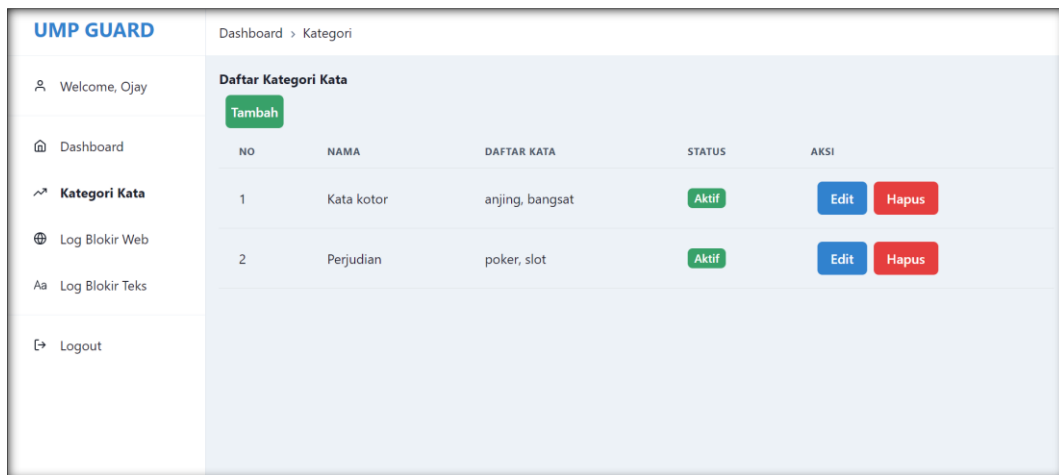 UMP GUARD
Dashboard > Kategori
Welcome, Ojay
Dashboard
Kategori Kata
Log Blokir Web
Aa Log Blokir Teks
Logout
Daftar Kategori Kata
Tambah
NO NAMA DAFTAR KATA STATUS AKSI
1 Kata kotor anjing, bangsat Aktif Edit Hapus
2 Perjudian poker, slot Aktif Edit Hapus